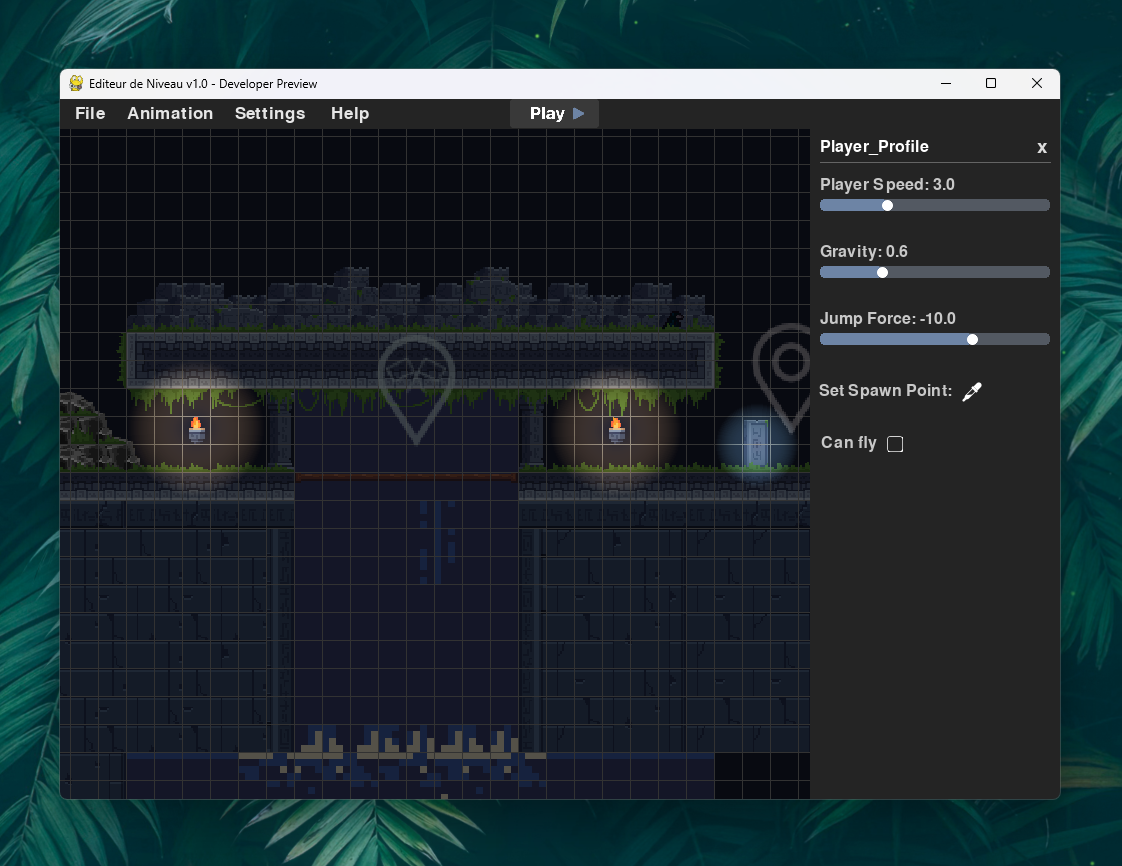 Editeur de Niveau v1.0 - Developer Preview
File Animation Settings Help Play
Player_Profile x
Player Speed: 3.0
Gravity: 0.6
Jump Force: -10.0
Set Spawn Point:
Can fly